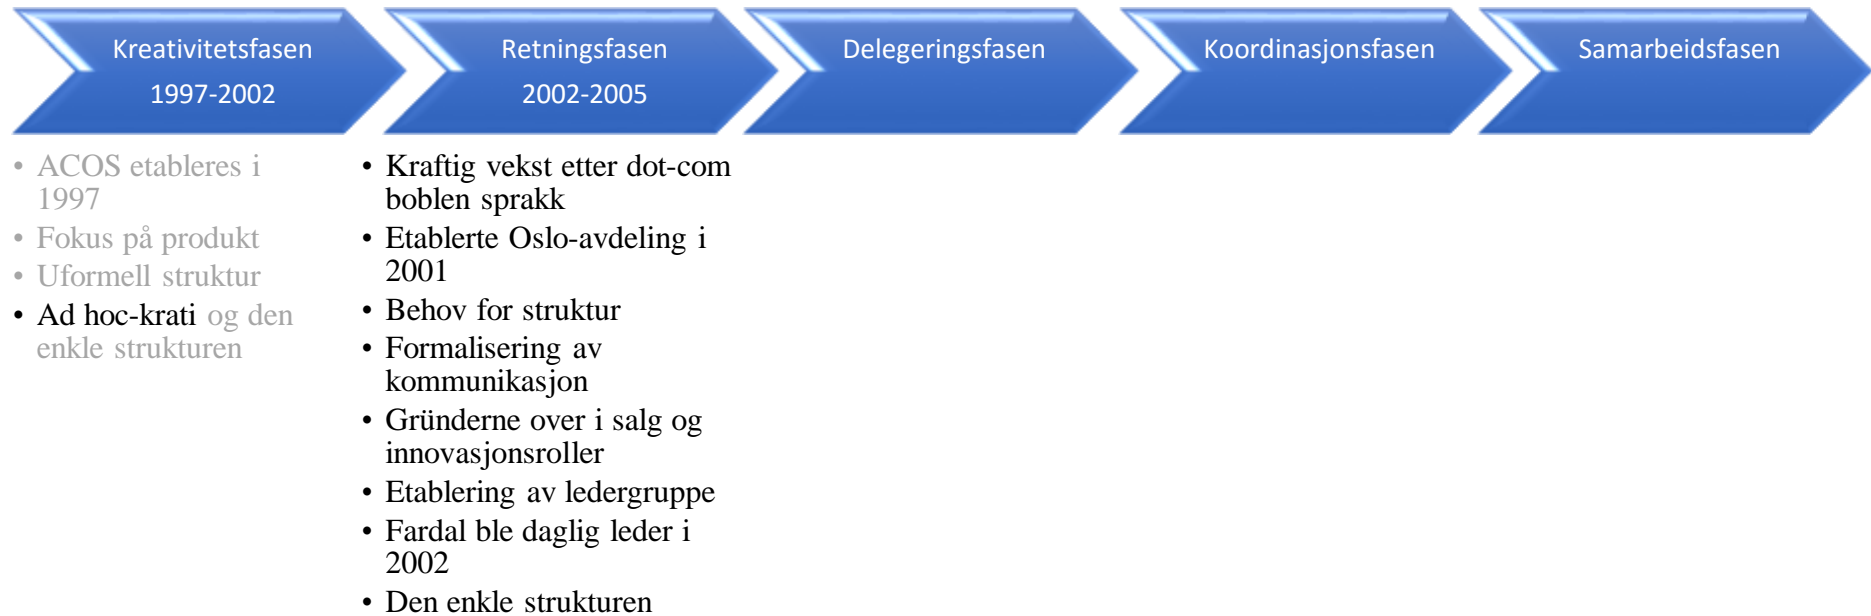 Kreativitetsfasen
1997-2002
Retningsfasen
2002-2005
Delegeringsfasen
Koordinasjonsfasen
Samarbeidsfasen
• ACOS etableres i
1997
• Fokus på produkt
• Uformell struktur
• Ad hoc-krati og den
enkle strukturen
• Kraftig vekst etter dot-com
boblen sprakk
• Etablerte Oslo-avdeling i
2001
• Behov for struktur
• Formalisering av
kommunikasjon
• Gründerne over i salg og
innovasjonsroller
• Etablering av ledergruppe
• Fardal ble daglig leder i
2002
• Den enkle strukturen